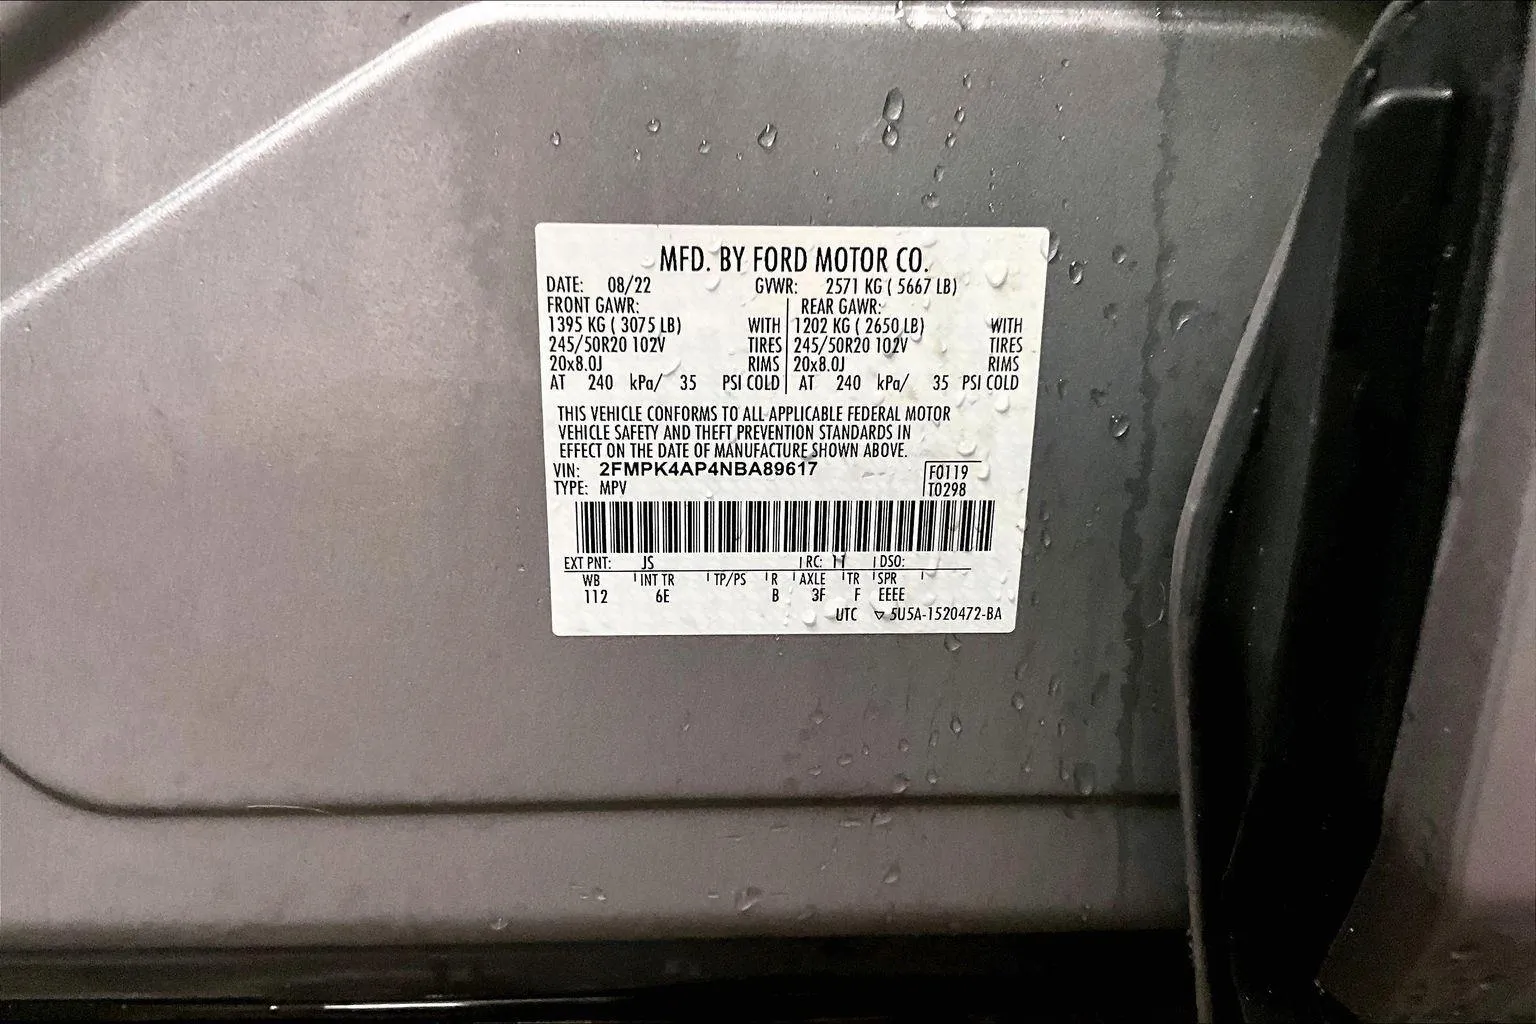 MFD. BY FORD MOTOR CO.
DATE: 08/22 GVWR: 2571 KG ( 5667 LB)
FRONT GAWR: REAR GAWR:
1395 KG ( 3075 LB) WITH 1202 KG ( 2650 LB) WITH
245/50R20 102V TIRES 245/50R20 102V TIRES
20x8.0J RIMS 20x8.0J RIMS
AT 240 kPa/ 35 PSI COLD AT 240 kPa/ 35 PSI COLD
THIS VEHICLE CONFORMS TO ALL APPLICABLE FEDERAL MOTOR
VEHICLE SAFETY AND THEFT PREVENTION STANDARDS IN
EFFECT ON THE DATE OF MANUFACTURE SHOWN ABOVE.
VIN: 2FMPK4AP4NBA89617 F0119
TYPE: MPV T0298
EXT PNT: JS RC: 11 DSO:
WB INT TR TP/PS R AXLE TR SPR
112 6E B 3F F EEEE
UTC ▽ 5U5A-1520472-BA